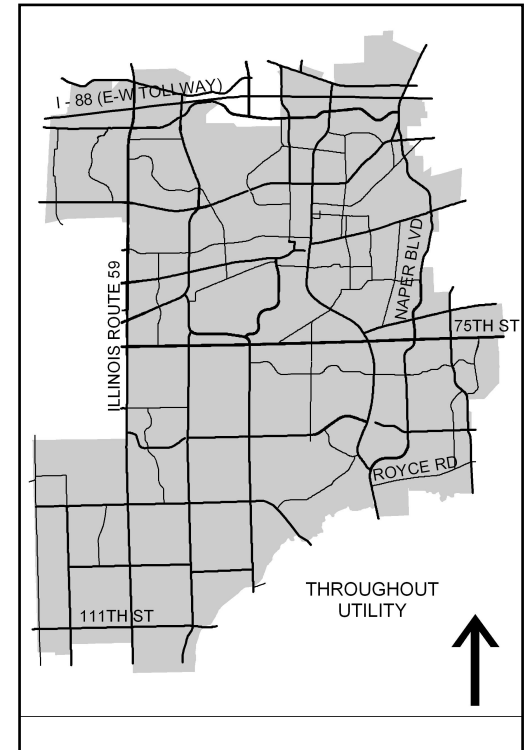 I - 88 (E-W TOLLWAY)
ILLINOIS ROUTE 59
NAPER BLVD
75TH ST
ROYCE RD
THROUGHOUT
UTILITY
111TH ST